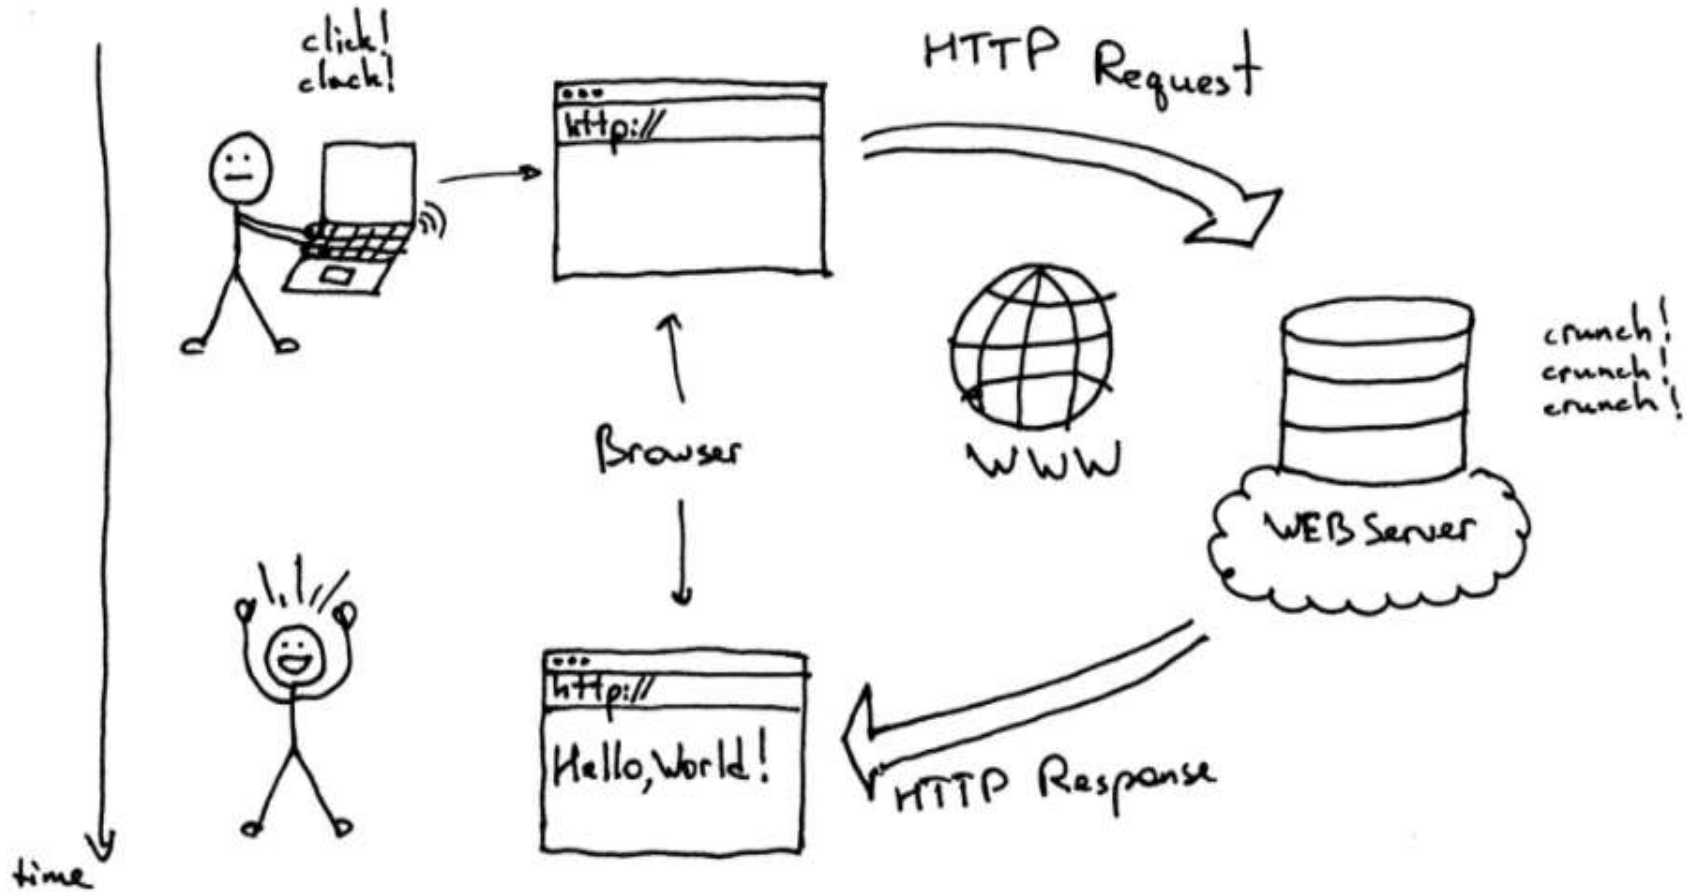 click!
clack!
HTTP Request
http://
crunch!
crunch!
crunch!
Browser
WWW
WEB Server
http://
Hello, World!
HTTP Response
time